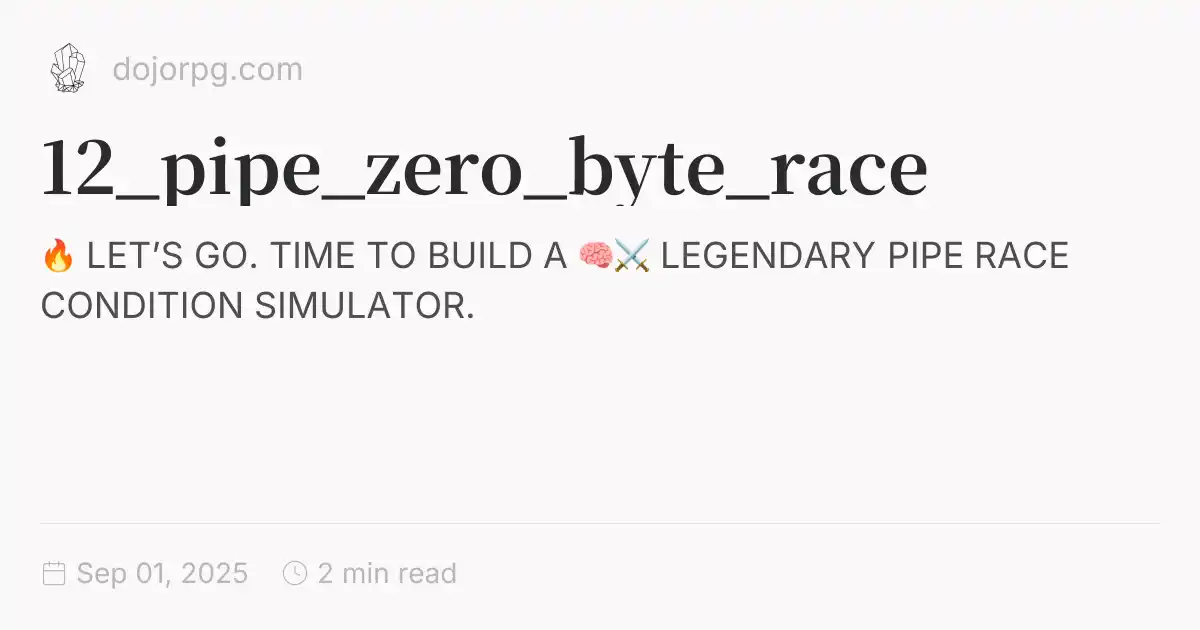 dojorpg.com
12_pipe_zero_byte_race
🔥 LET’S GO. TIME TO BUILD A 🧠⚔️ LEGENDARY PIPE RACE
CONDITION SIMULATOR.
Sep 01, 2025 2 min read